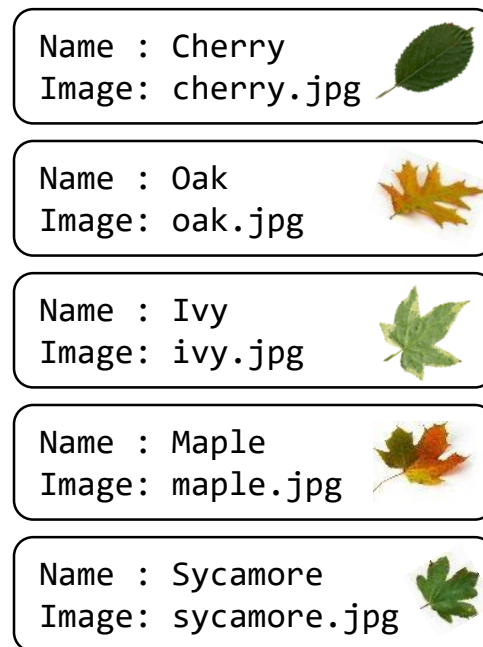 Name : Cherry
Image: cherry.jpg
Name : Oak
Image: oak.jpg
Name : Ivy
Image: ivy.jpg
Name : Maple
Image: maple.jpg
Name : Sycamore
Image: sycamore.jpg